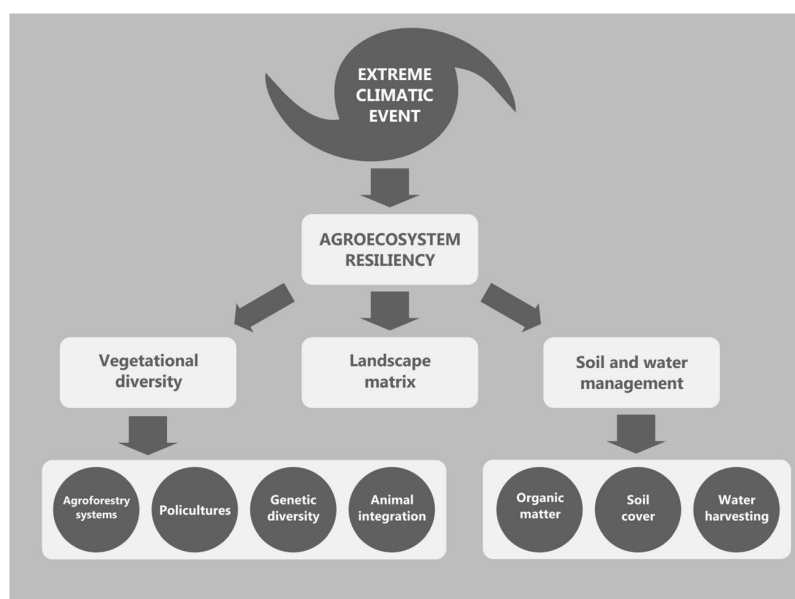 EXTREME
CLIMATIC
EVENT
AGROECOSYSTEM
RESILIENCY
Vegetational
diversity
Landscape
matrix
Soil and water
management
Agroforestry
systems
Policultures
Genetic
diversity
Animal
integration
Organic
matter
Soil
cover
Water
harvesting